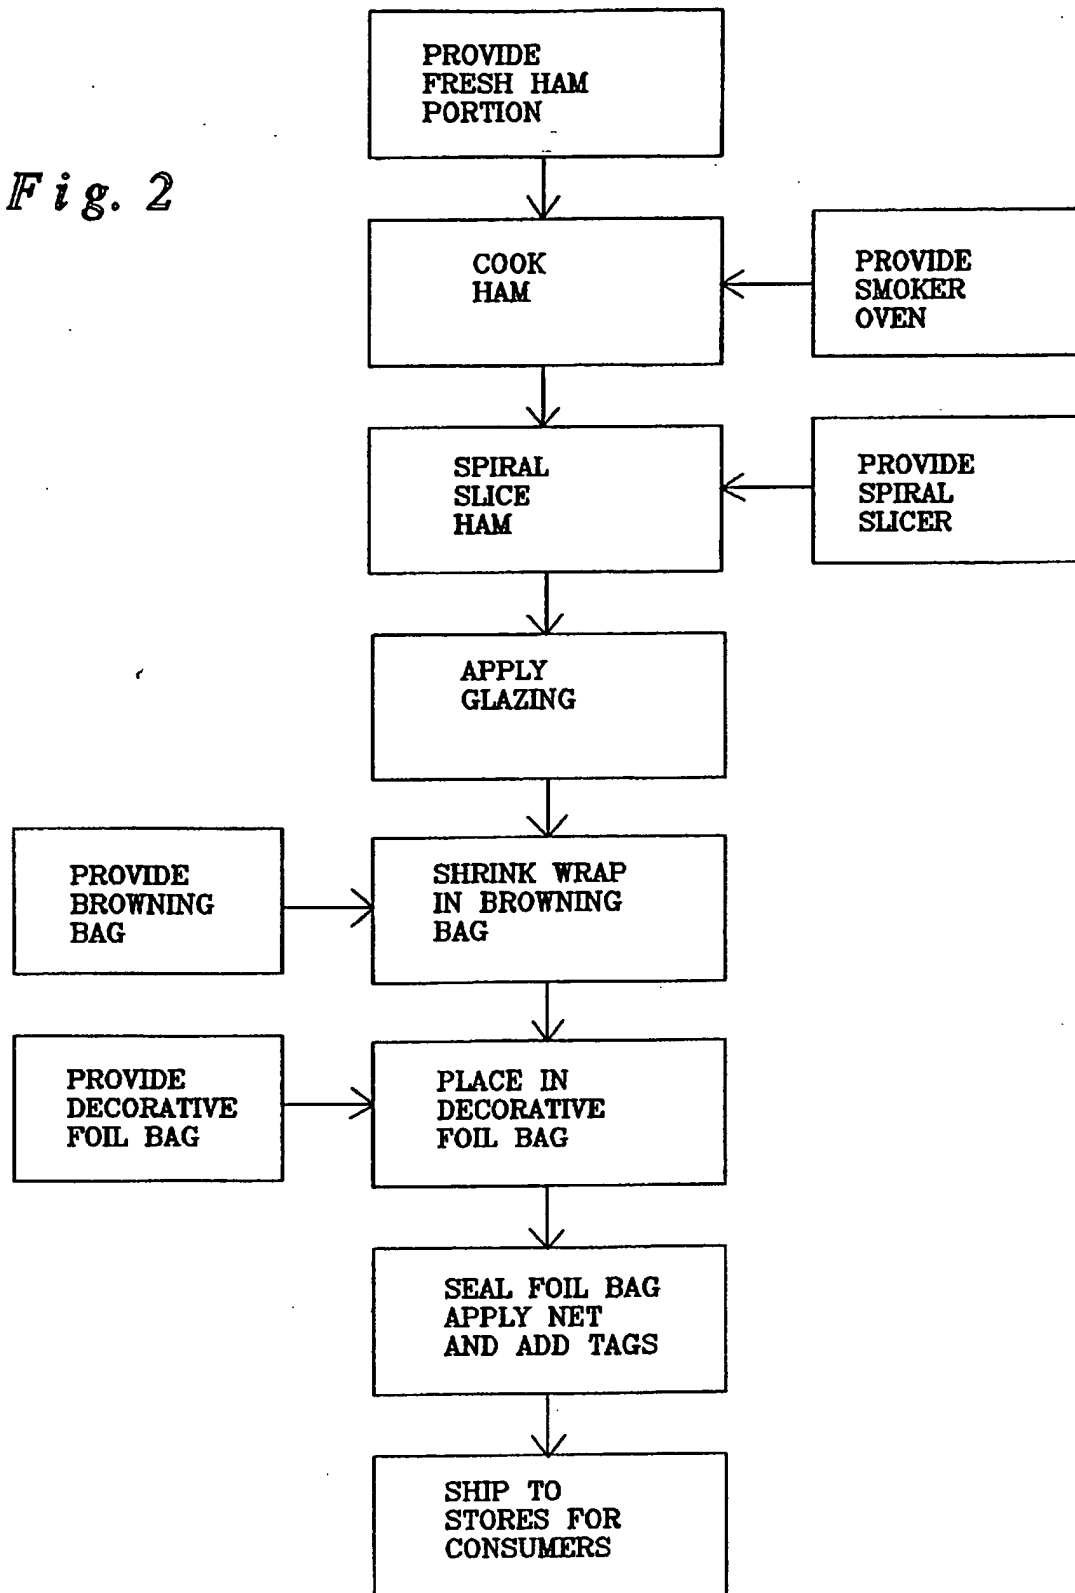 PROVIDE
FRESH HAM
PORTION
Fig. 2
COOK
HAM
PROVIDE
SMOKER
OVEN
SPIRAL
SLICE
HAM
PROVIDE
SPIRAL
SLICER
APPLY
GLAZING
PROVIDE
BROWNING
BAG
SHRINK WRAP
IN BROWNING
BAG
PROVIDE
DECORATIVE
FOIL BAG
PLACE IN
DECORATIVE
FOIL BAG
SEAL FOIL BAG
APPLY NET
AND ADD TAGS
SHIP TO
STORES FOR
CONSUMERS